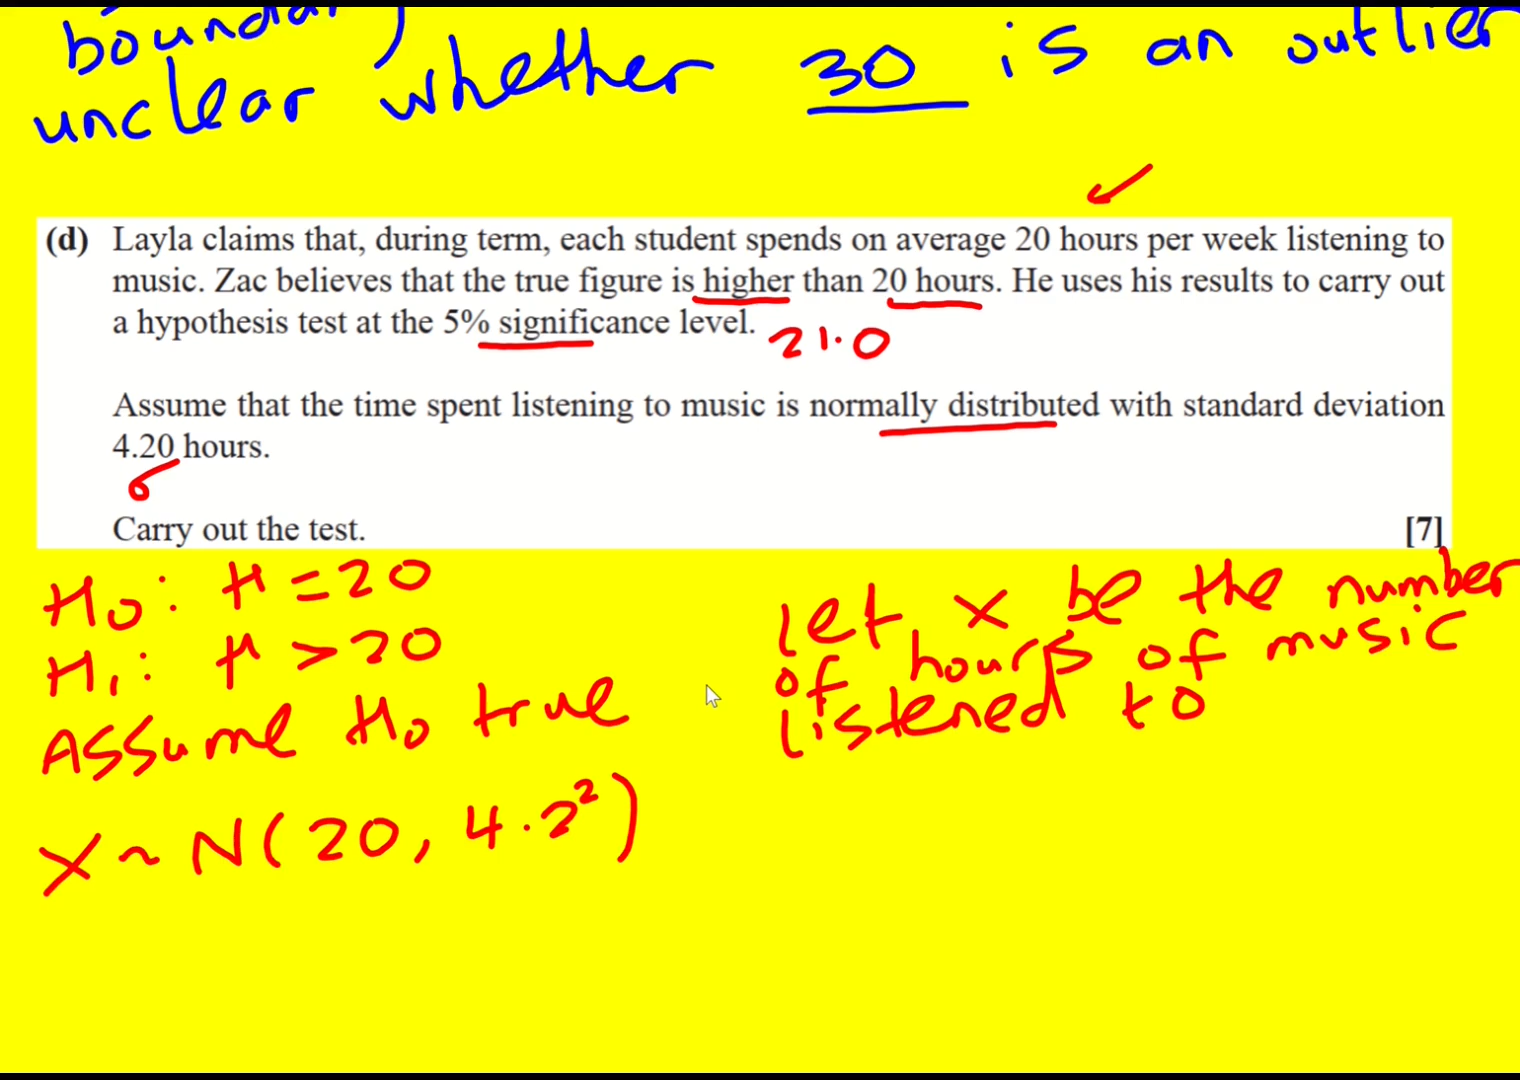 boundary
unclear whether 30 is an outlier
(d) Layla claims that, during term, each student spends on average 20 hours per week listening to
music. Zac believes that the true figure is higher than 20 hours. He uses his results to carry out
a hypothesis test at the 5% significance level.
21.0
Assume that the time spent listening to music is normally distributed with standard deviation
4.20 hours.
σ
Carry out the test. [7]
H₀: μ = 20
H₁: μ > 20
Assume H₀ true
X ~ N(20, 4.2²)
let x be the number
of hours of music
listened to